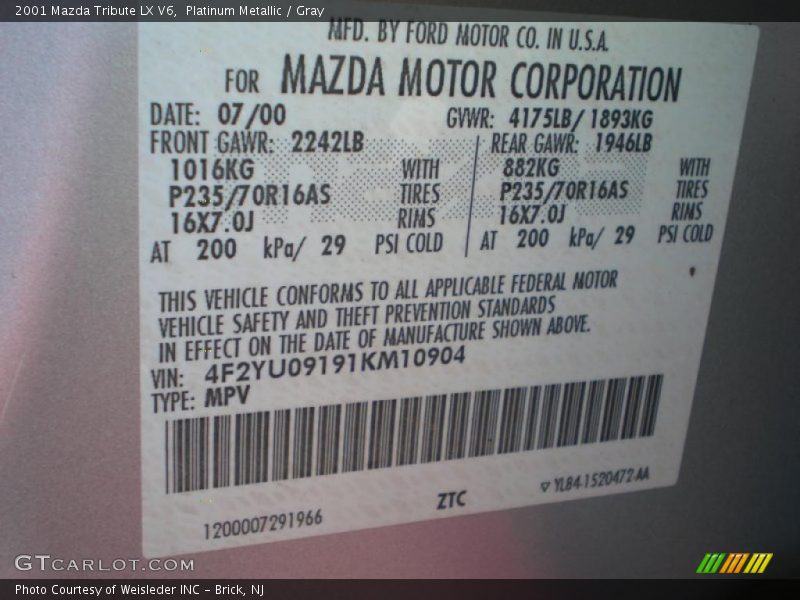 2001 Mazda Tribute LX V6,  Platinum Metallic / Gray
MFD. BY FORD MOTOR CO. IN U.S.A.
FOR MAZDA MOTOR CORPORATION
DATE: 07/00 GVWR: 4175LB/ 1893KG
FRONT GAWR: 2242LB REAR GAWR: 1946LB
1016KG WITH 882KG WITH
P235/70R16AS TIRES P235/70R16AS TIRES
16X7.0J RIMS 16X7.0J RIMS
AT 200 kPa/ 29 PSI COLD AT 200 kPa/ 29 PSI COLD
THIS VEHICLE CONFORMS TO ALL APPLICABLE FEDERAL MOTOR
VEHICLE SAFETY AND THEFT PREVENTION STANDARDS
IN EFFECT ON THE DATE OF MANUFACTURE SHOWN ABOVE.
VIN: 4F2YU09191KM10904
TYPE: MPV
1200007291966 ZTC YL84-1520472-AA
GTCARLOT.COM
Photo Courtesy of Weisleder INC - Brick, NJ